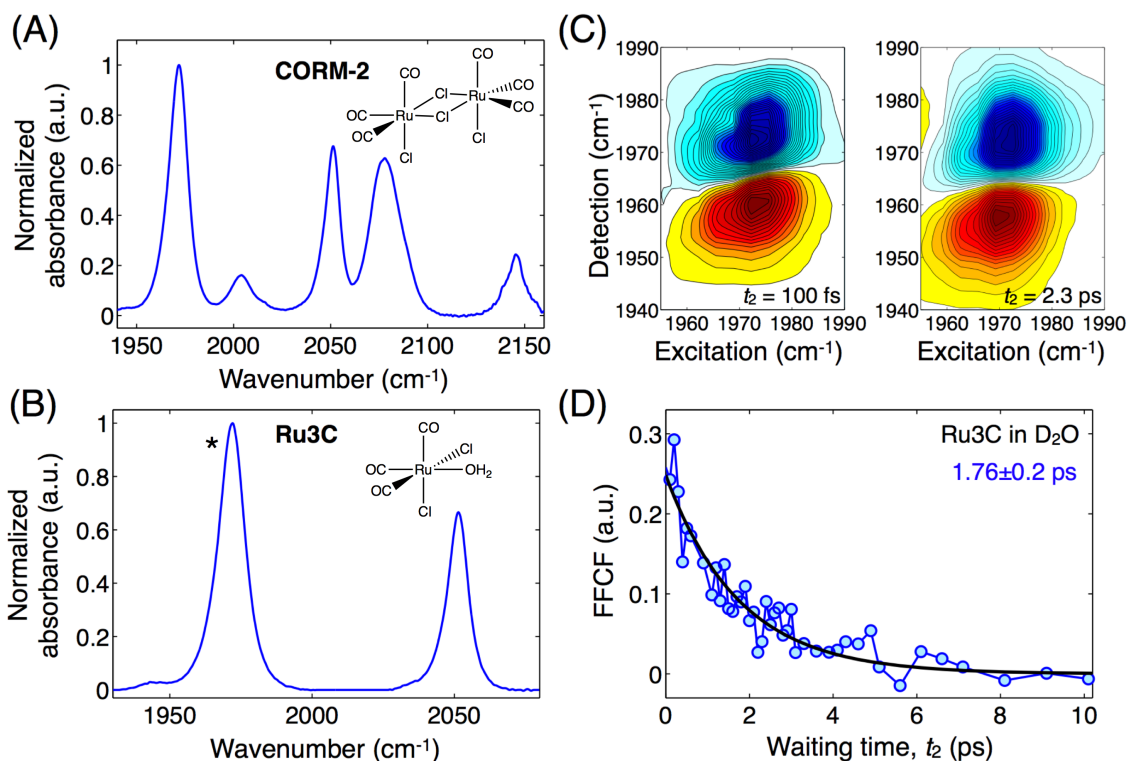 (A)
CORM-2
CO
CO
OC
Ru
Cl
Cl
Ru
CO
CO
OC
Cl
Cl
Normalized
absorbance (a.u.)
1
0.8
0.6
0.4
0.2
0
1950 2000 2050 2100 2150
Wavenumber (cm⁻¹)
(B)
*
Ru3C
CO
Cl
OC
Ru
OH₂
OC
Cl
Normalized
absorbance (a.u.)
1
0.8
0.6
0.4
0.2
0
1950 2000 2050
Wavenumber (cm⁻¹)
(C)
Detection (cm⁻¹)
1990
1980
1970
1960
1950
1940
t₂ = 100 fs
1960 1970 1980 1990
Excitation (cm⁻¹)
1990
1980
1970
1960
1950
1940
t₂ = 2.3 ps
1960 1970 1980 1990
Excitation (cm⁻¹)
(D)
Ru3C in D₂O
1.76±0.2 ps
FFCF (a.u.)
0.3
0.2
0.1
0
0 2 4 6 8 10
Waiting time, t₂ (ps)